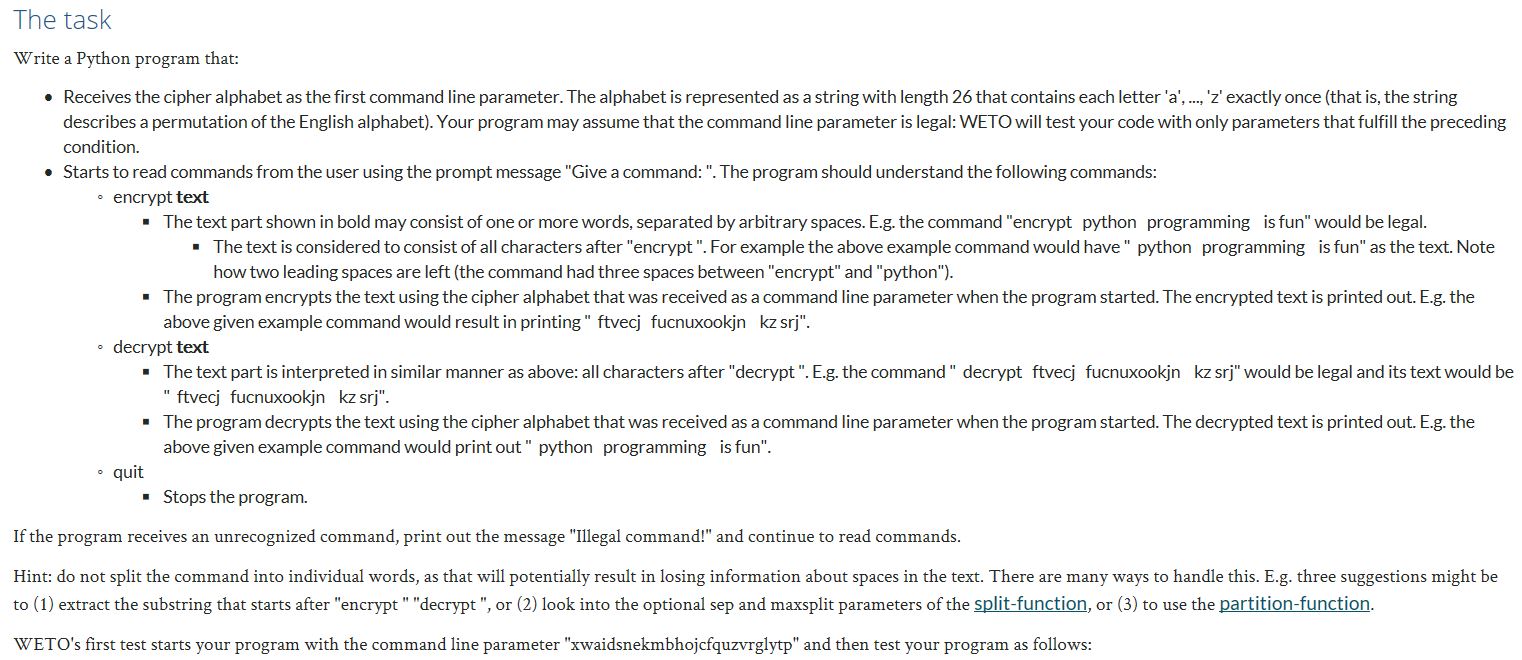 The task
Write a Python program that:
• Receives the cipher alphabet as the first command line parameter. The alphabet is represented as a string with length 26 that contains each letter 'a', ..., 'z' exactly once (that is, the string
describes a permutation of the English alphabet). Your program may assume that the command line parameter is legal: WETO will test your code with only parameters that fulfill the preceding
condition.
• Starts to read commands from the user using the prompt message "Give a command: ". The program should understand the following commands:
◦ encrypt text
▪ The text part shown in bold may consist of one or more words, separated by arbitrary spaces. E.g. the command "encrypt   python   programming    is fun" would be legal.
▪ The text is considered to consist of all characters after "encrypt ". For example the above example command would have "  python   programming    is fun" as the text. Note
how two leading spaces are left (the command had three spaces between "encrypt" and "python").
▪ The program encrypts the text using the cipher alphabet that was received as a command line parameter when the program started. The encrypted text is printed out. E.g. the
above given example command would result in printing "  ftvecj   fucnuxookjn    kz srj".
◦ decrypt text
▪ The text part is interpreted in similar manner as above: all characters after "decrypt ". E.g. the command "  decrypt   ftvecj   fucnuxookjn    kz srj" would be legal and its text would be
"  ftvecj   fucnuxookjn    kz srj".
▪ The program decrypts the text using the cipher alphabet that was received as a command line parameter when the program started. The decrypted text is printed out. E.g. the
above given example command would print out "  python   programming    is fun".
◦ quit
▪ Stops the program.
If the program receives an unrecognized command, print out the message "Illegal command!" and continue to read commands.
Hint: do not split the command into individual words, as that will potentially result in losing information about spaces in the text. There are many ways to handle this. E.g. three suggestions might be
to (1) extract the substring that starts after "encrypt " "decrypt ", or (2) look into the optional sep and maxsplit parameters of the split-function, or (3) to use the partition-function.
WETO's first test starts your program with the command line parameter "xwaidsnekmbhojcfquzvrglytp" and then test your program as follows: